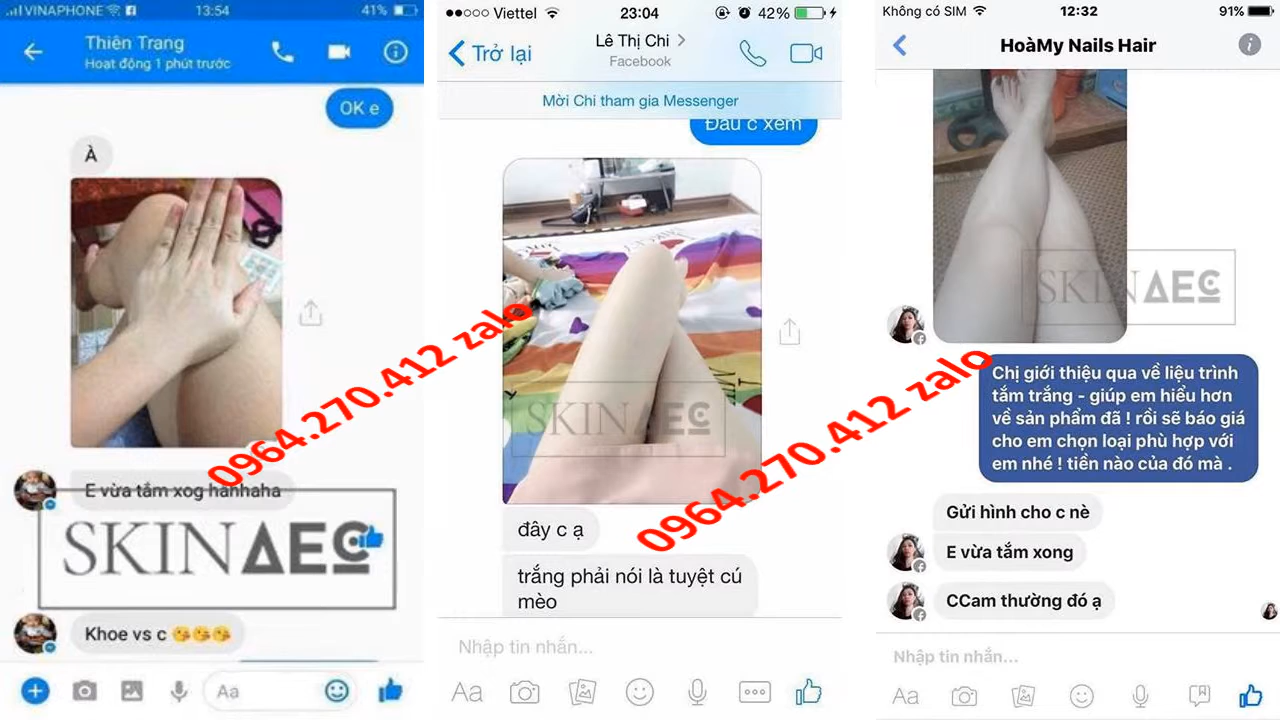 VINAPHONE
13:54
41%
Thiên Trang
Hoạt động 1 phút trước
OK e
À
E vừa tắm xog hanhaha
SKINAEC
Khoe vs c 😘😘😘
Aa
Viettel
23:04
42%
Trở lại
Lê Thị Chi
Facebook
Mời Chi tham gia Messenger
Đâu c xem
SKINAEC
đây c ạ
trắng phải nói là tuyệt cú
mèo
Nhập tin nhắn...
Aa
Không có SIM
12:32
91%
HoàMy Nails Hair
SKINAEC
Chị giới thiệu qua về liệu trình
tắm trắng - giúp em hiểu hơn
về sản phẩm đã ! rồi sẽ báo giá
cho em chọn loại phù hợp với
em nhé ! tiền nào của đó mà .
Gửi hình cho c nè
E vừa tắm xong
CCam thường đó ạ
Nhập tin nhắn...
Aa
0964.270.412 zalo
0964.270.412 zalo